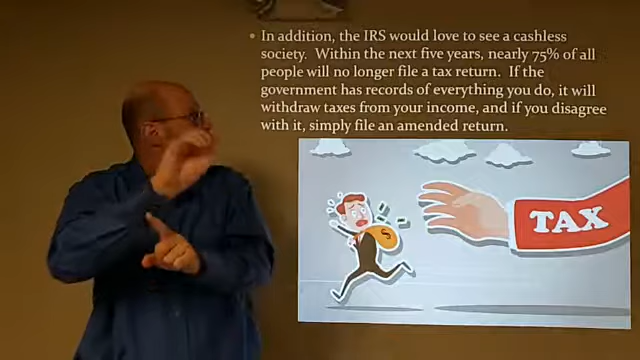 • In addition, the IRS would love to see a cashless
society. Within the next five years, nearly 75% of all
people will no longer file a tax return. If the
government has records of everything you do, it will
withdraw taxes from your income, and if you disagree
with it, simply file an amended return.
$
TAX